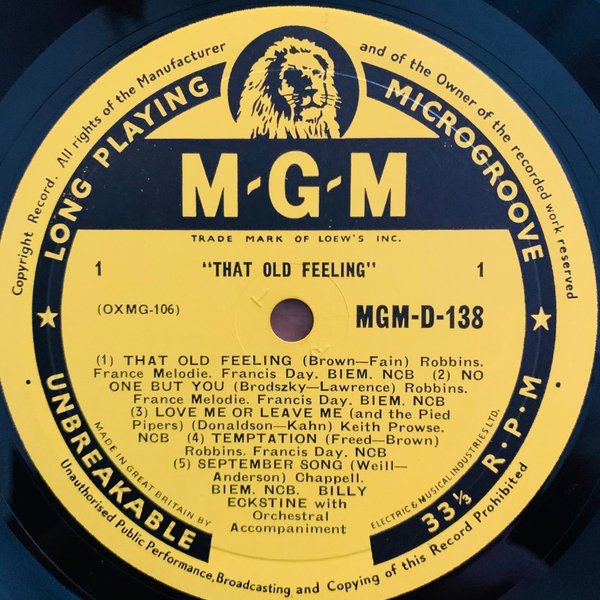 Copyright Record. All rights of the Manufacturer and of the Owner of the recorded work reserved
LONG PLAYING MICROGROOVE
M-G-M
TRADE MARK OF LOEW'S INC.
1 "THAT OLD FEELING" 1
(OXMG-106) MGM-D-138
(1) THAT OLD FEELING (Brown—Fain) Robbins.
France Melodie. Francis Day. BIEM. NCB (2) NO
ONE BUT YOU (Brodszky—Lawrence) Robbins.
France Melodie. Francis Day. BIEM. NCB
(3) LOVE ME OR LEAVE ME (and the Pied
Pipers) (Donaldson—Kahn) Keith Prowse.
NCB (4) TEMPTATION (Freed—Brown)
Robbins. Francis Day. NCB
(5) SEPTEMBER SONG (Weill—
Anderson) Chappell.
BIEM. NCB. BILLY
ECKSTINE with
Orchestral
Accompaniment
MADE IN GREAT BRITAIN BY
ELECTRIC & MUSICAL INDUSTRIES LTD.
UNBREAKABLE
33⅓ R·P·M
Unauthorised Public Performance, Broadcasting and Copying of this Record Prohibited